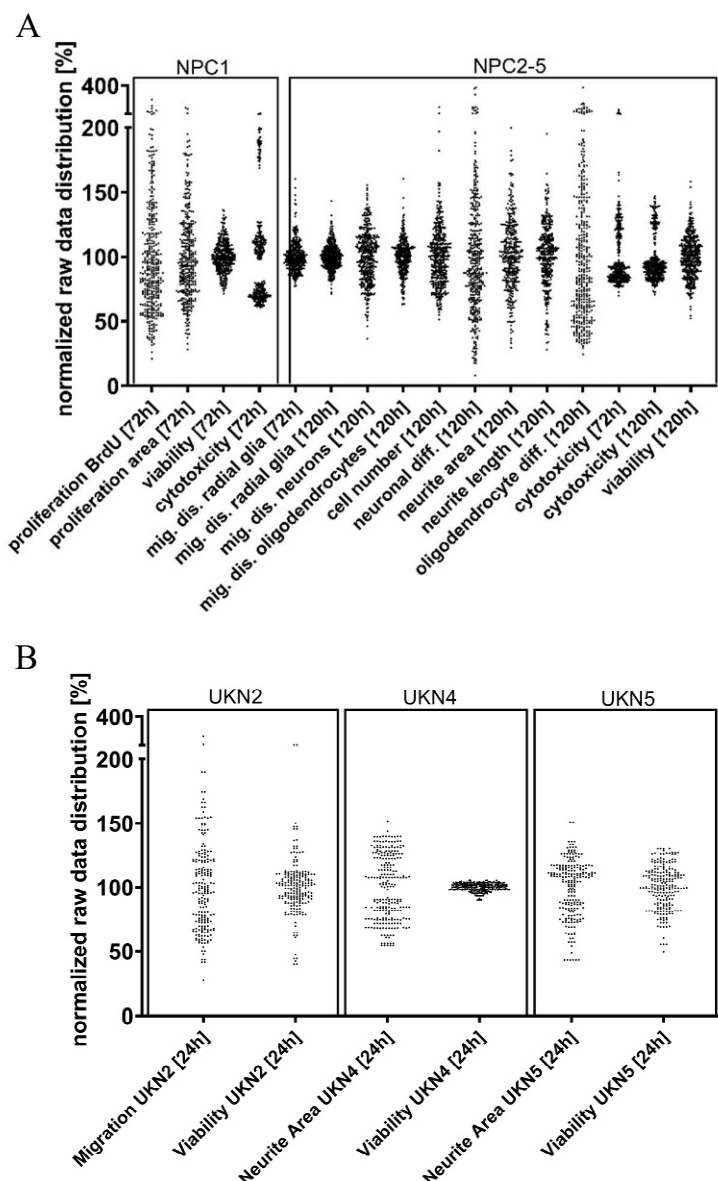 A
NPC1
NPC2-5
normalized raw data distribution [%]
400
200
150
100
50
0
proliferation BrdU [72h]
proliferation area [72h]
viability [72h]
cytotoxicity [72h]
mig. dis. radial glia [72h]
mig. dis. radial glia [120h]
mig. dis. neurons [120h]
mig. dis. oligodendrocytes [120h]
cell number [120h]
neuronal diff. [120h]
neurite area [120h]
neurite length [120h]
oligodendrocyte diff. [120h]
cytotoxicity [72h]
cytotoxicity [120h]
viability [120h]
B
UKN2
UKN4
UKN5
normalized raw data distribution [%]
400
200
150
100
50
0
Migration UKN2 [24h]
Viability UKN2 [24h]
Neurite Area UKN4 [24h]
Viability UKN4 [24h]
Neurite Area UKN5 [24h]
Viability UKN5 [24h]